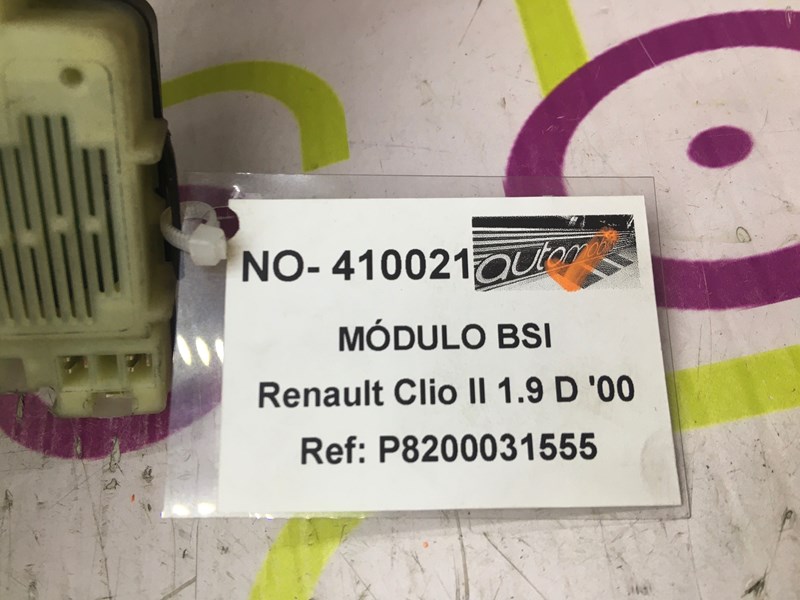 NO- 410021
MÓDULO BSI
Renault Clio II 1.9 D '00
Ref: P8200031555